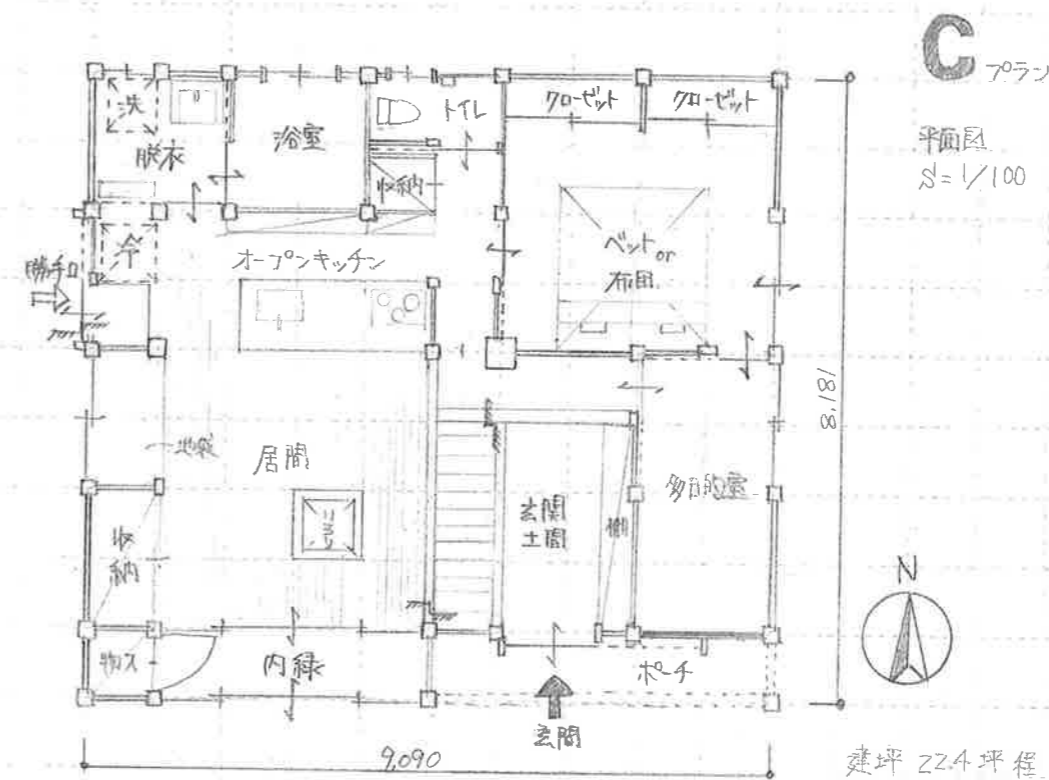 C プラン
平面図
S=1/100
洗
脱衣
浴室
トイレ
クローゼット
クローゼット
収納
冷
勝手口
オープンキッチン
ベット or
布団
8,181
地袋
居間
玄関
土間
棚
多目的室
収納
N
物入
内縁
ポーチ
玄関
9,090
建坪 22.4坪程